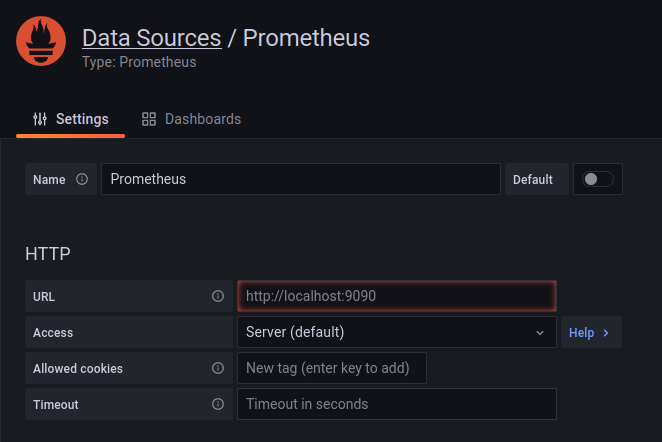 Data Sources / Prometheus
Type: Prometheus
Settings Dashboards
Name Prometheus Default
HTTP
URL http://localhost:9090
Access Server (default) Help
Allowed cookies New tag (enter key to add)
Timeout Timeout in seconds